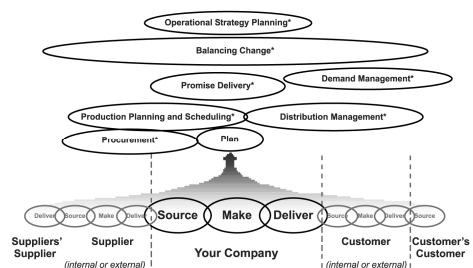 Operational Strategy Planning*
Balancing Change*
Demand Management*
Promise Delivery*
Production Planning and Scheduling*
Distribution Management*
Procurement*
Plan
Deliver Source Make Deliver Source Make Deliver Source Make Deliver Source
Suppliers' Supplier Your Company Customer Customer's
Supplier Customer
(internal or external) (internal or external)